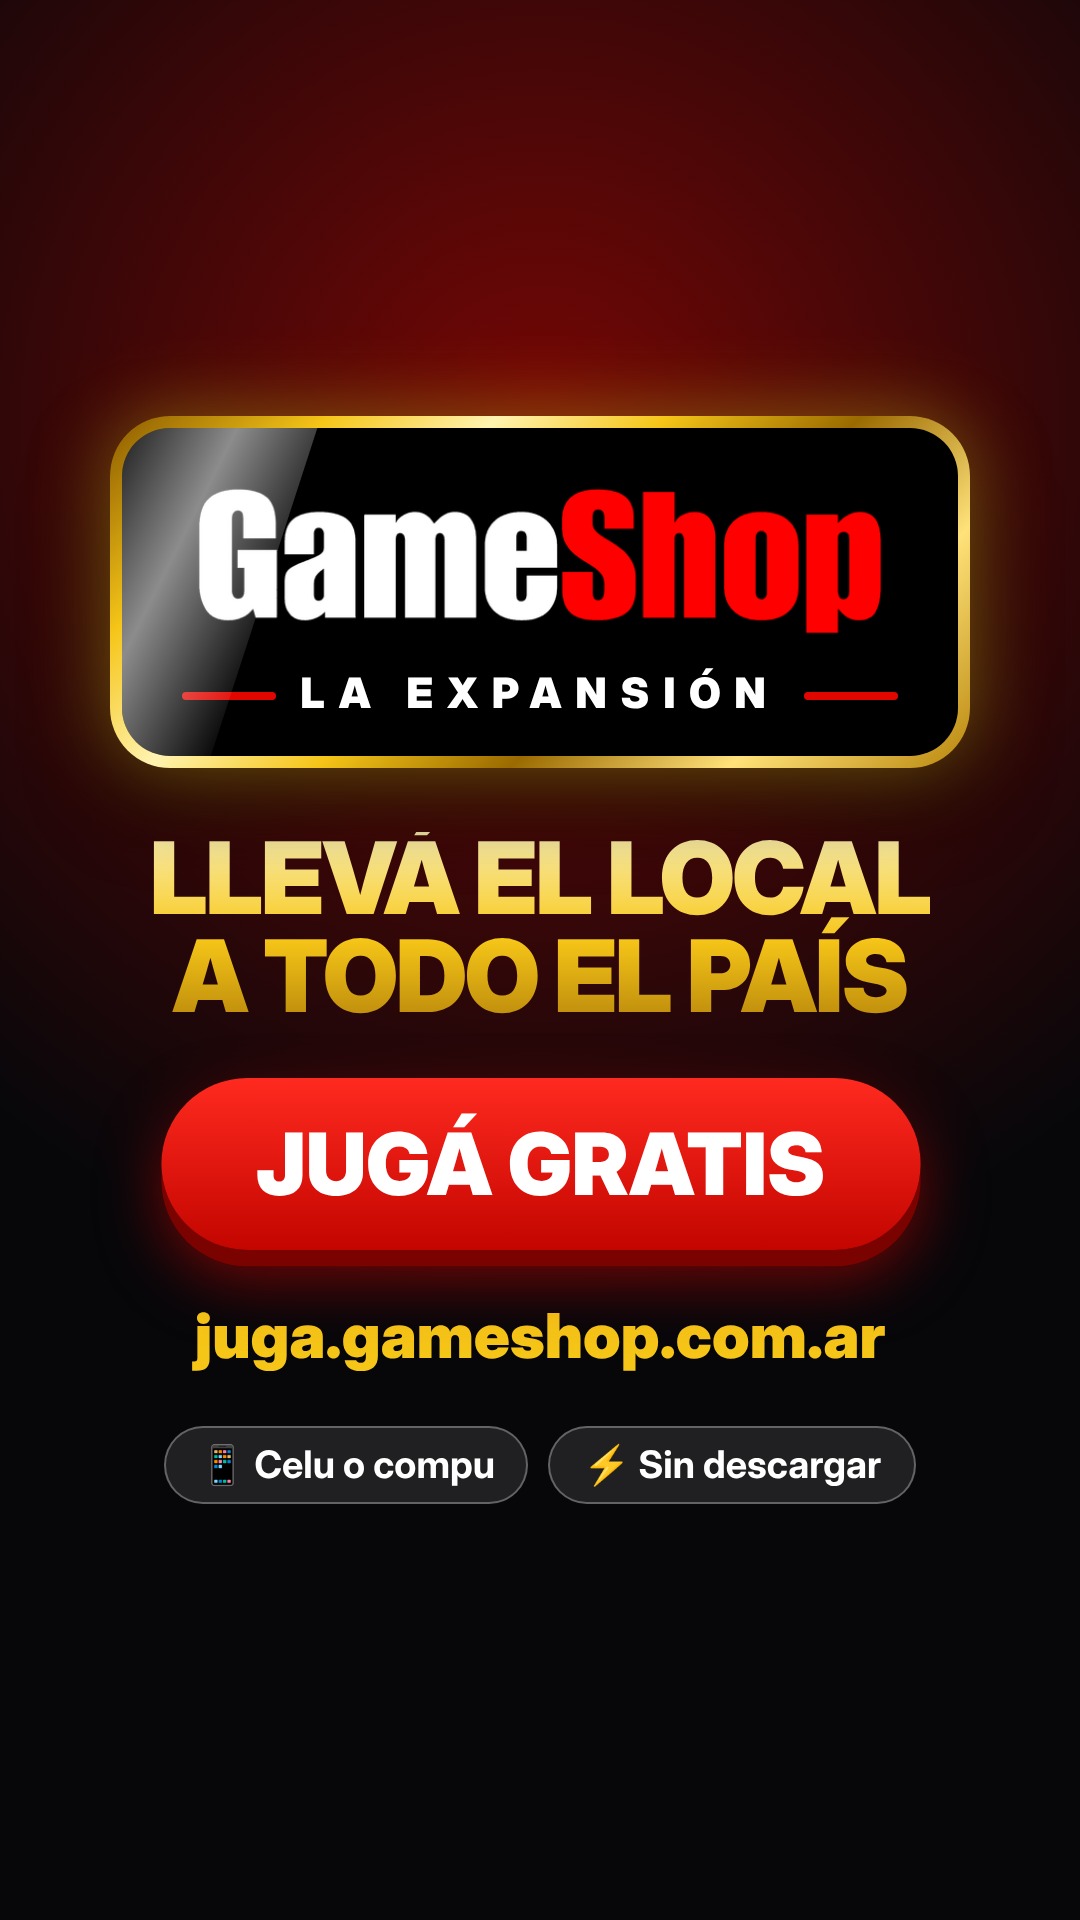 GameShop
LA EXPANSIÓN
LLEVÁ EL LOCAL
A TODO EL PAÍS
JUGÁ GRATIS
juga.gameshop.com.ar
📱 Celu o compu
⚡ Sin descargar